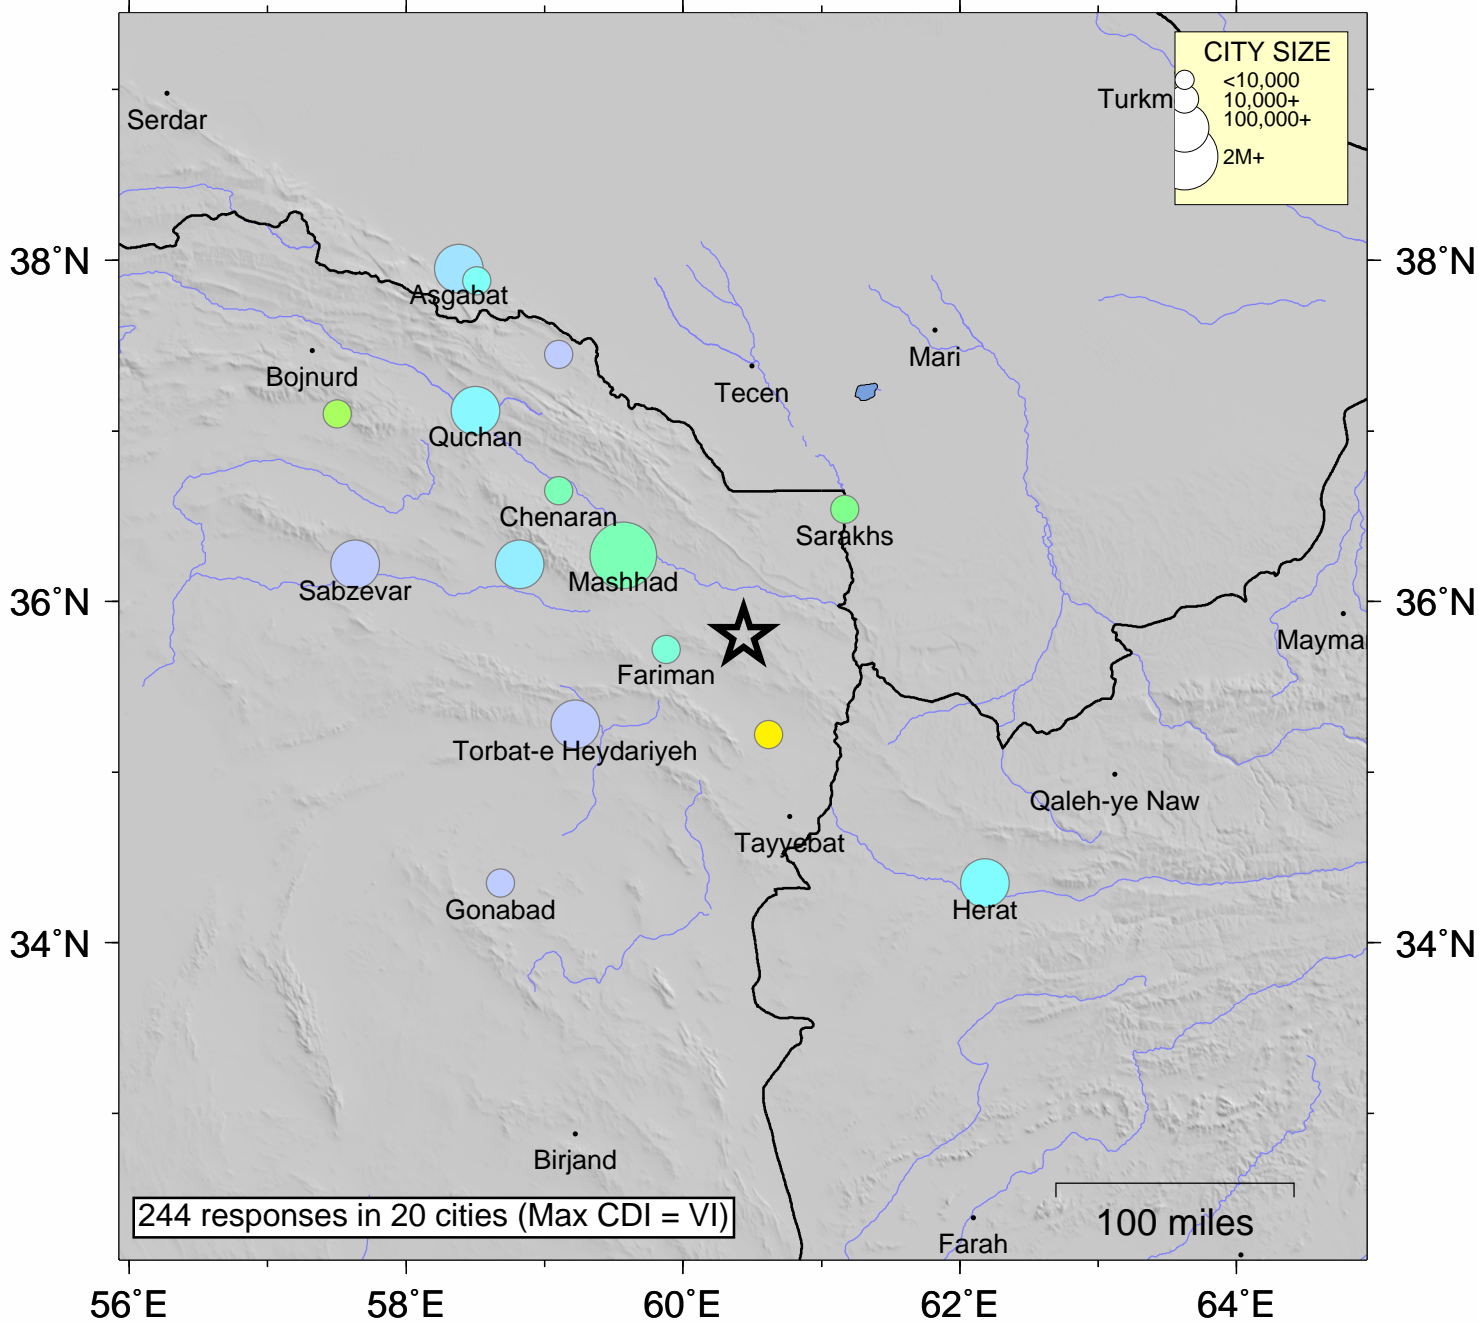 CITY SIZE
<10,000
10,000+
100,000+
2M+
Turkm
Serdar
38˚N
38˚N
Asgabat
Mari
Bojnurd
Tecen
Quchan
Chenaran
Sarakhs
Mashhad
Sabzevar
36˚N
36˚N
Mayma
Fariman
Torbat-e Heydariyeh
Qaleh-ye Naw
Tayyebat
Gonabad
Herat
34˚N
34˚N
Birjand
244 responses in 20 cities (Max CDI = VI)
100 miles
Farah
56˚E
58˚E
60˚E
62˚E
64˚E